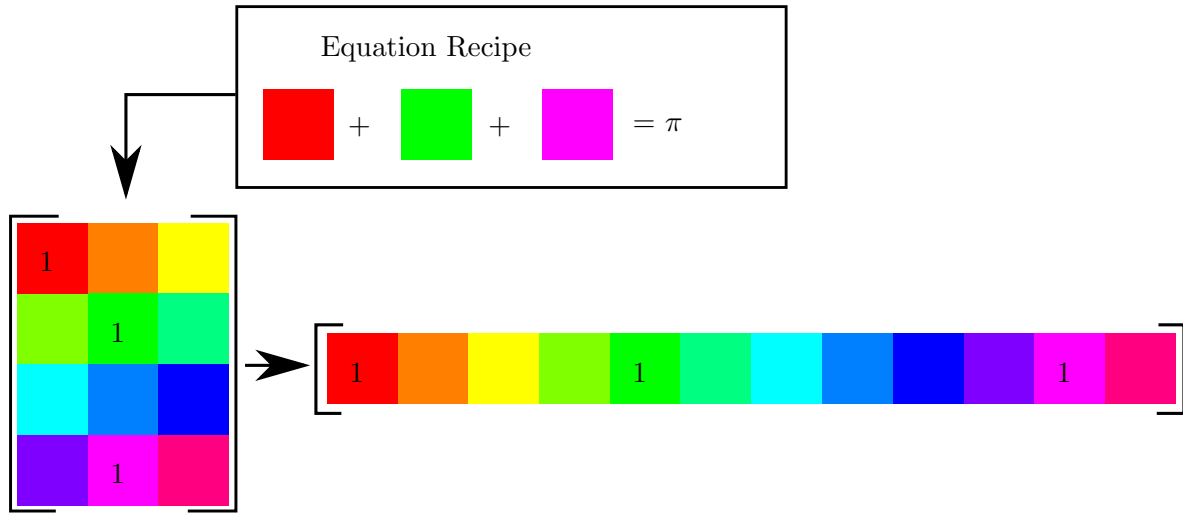 Equation Recipe
+ + = π
1
1
1
1 1 1